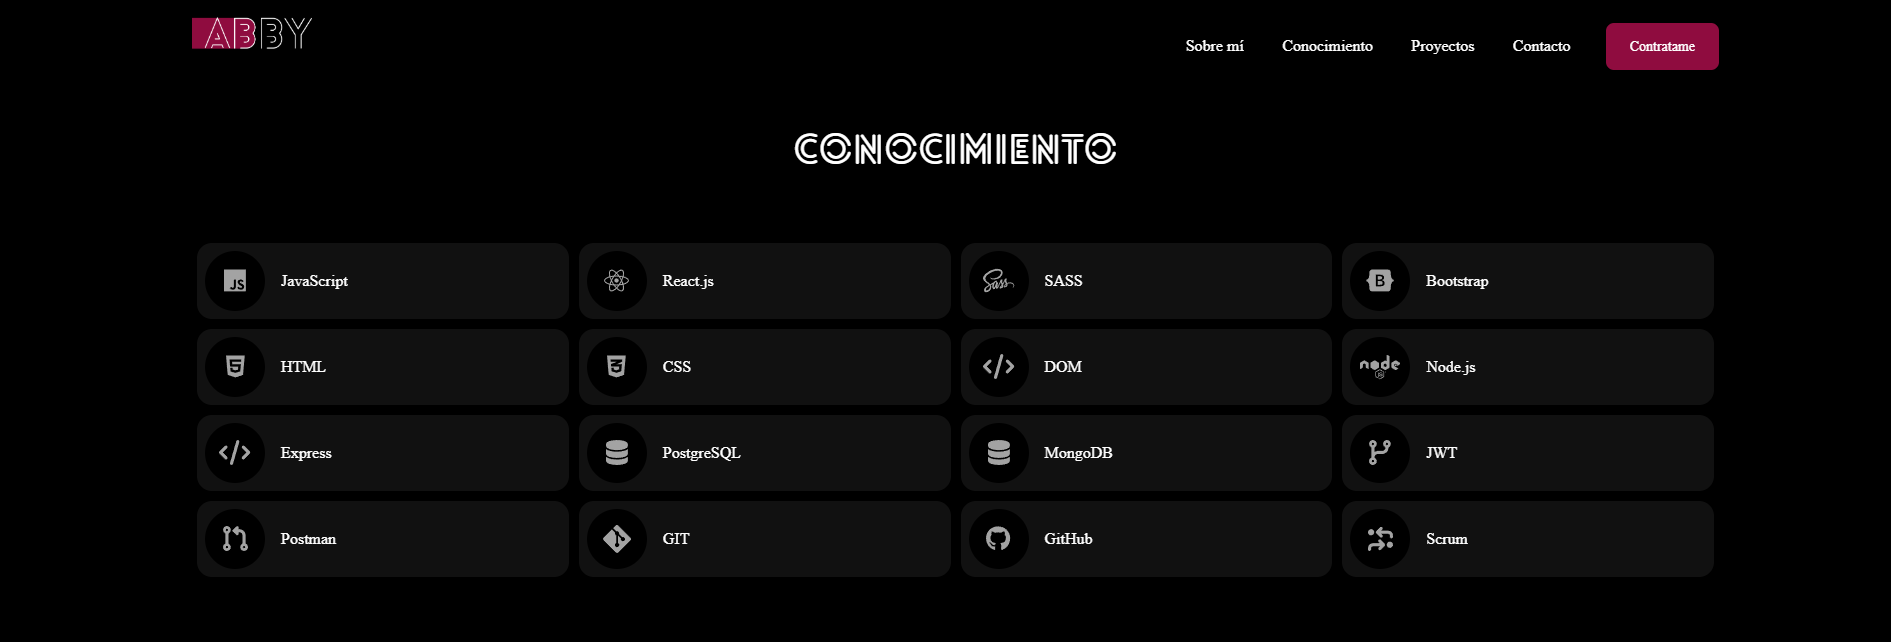 ABBY
Sobre mí Conocimiento Proyectos Contacto Contratame
CONOCIMIENTO
JS JavaScript React.js Sass SASS B Bootstrap
5 HTML 3 CSS </> DOM node JS Node.js
</> Express PostgreSQL MongoDB JWT
Postman GIT GitHub Scrum